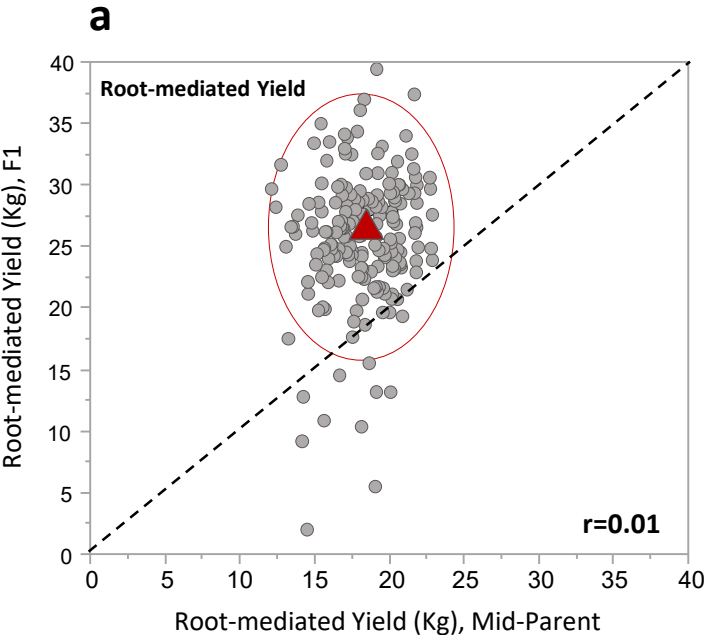 a
Root-mediated Yield (Kg), F1
40
35
30
25
20
15
10
5
0
Root-mediated Yield
r=0.01
0 5 10 15 20 25 30 35 40
Root-mediated Yield (Kg), Mid-Parent